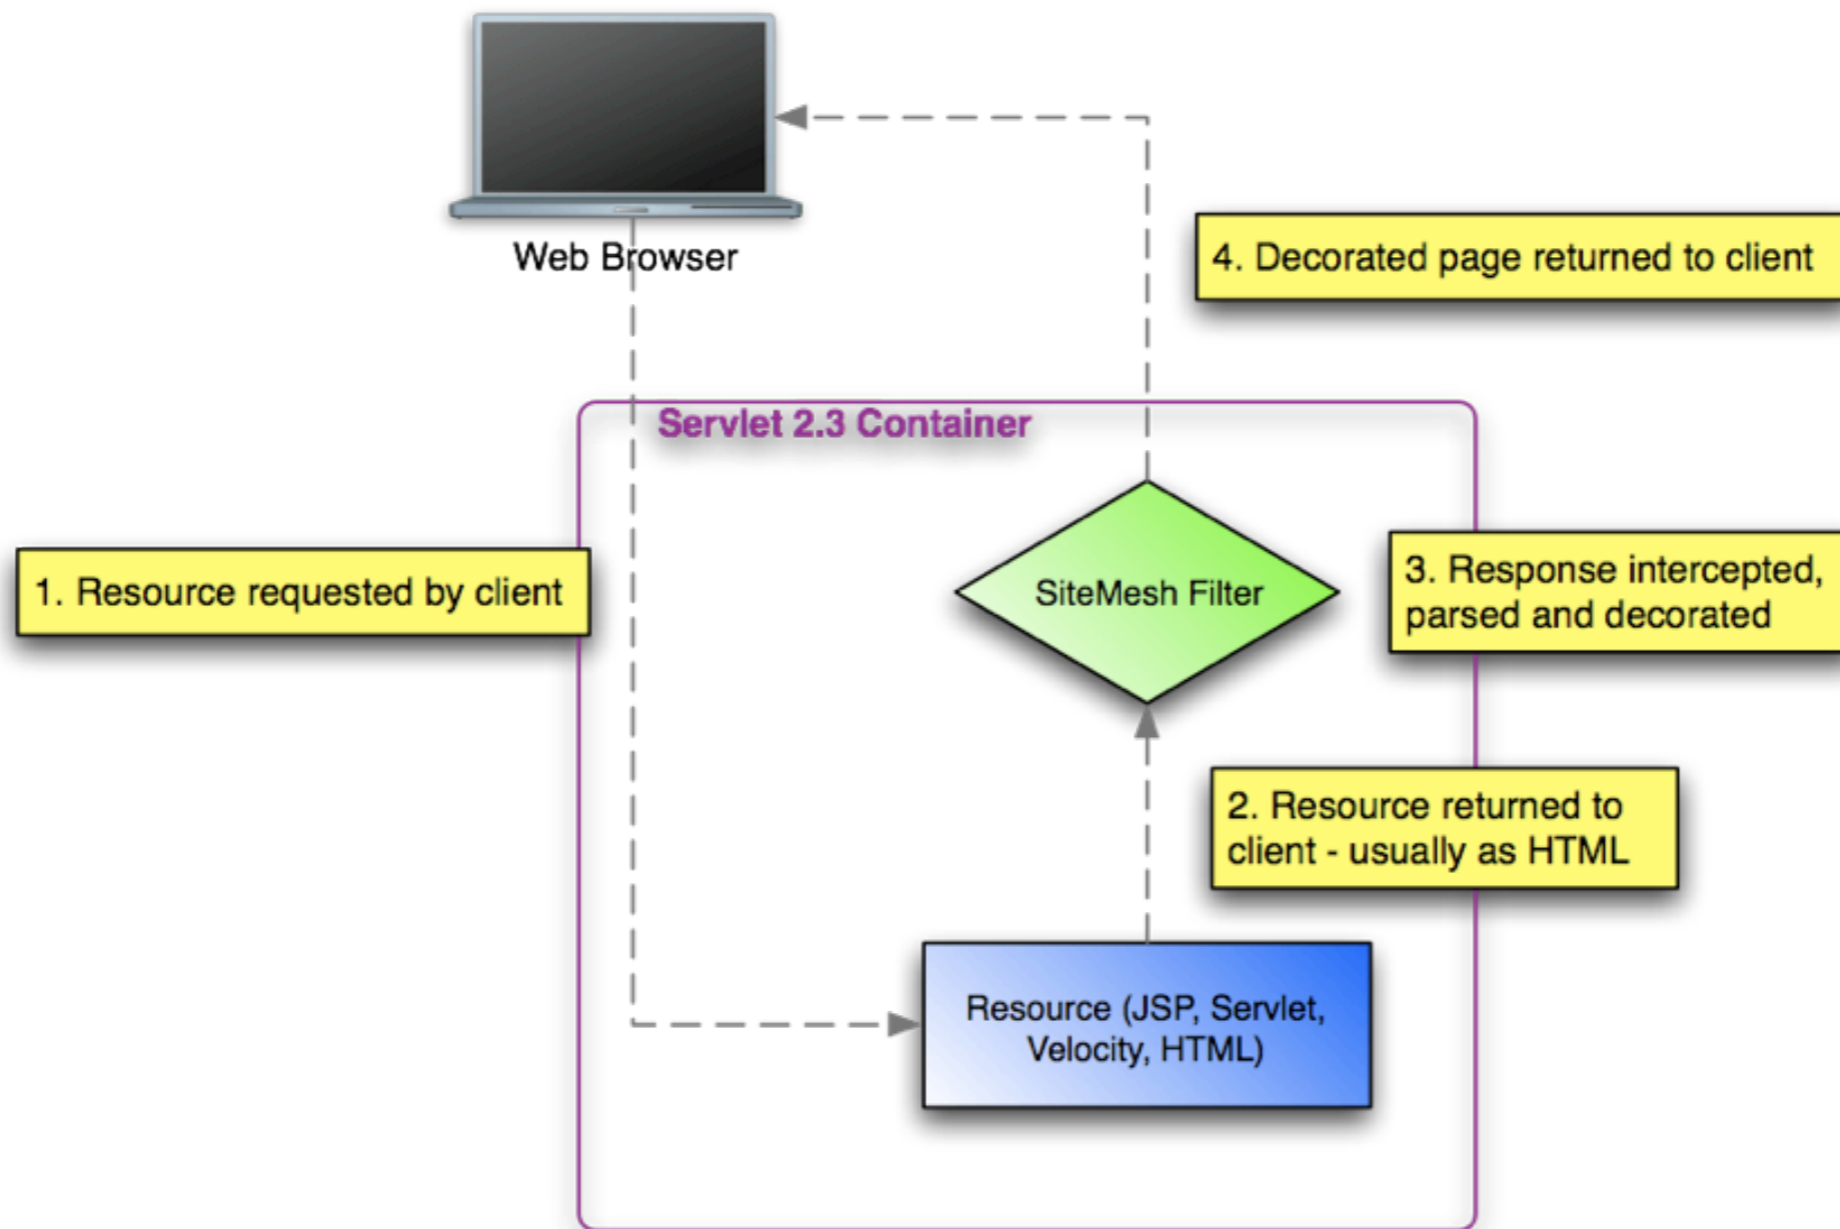 Web Browser
4. Decorated page returned to client
Servlet 2.3 Container
1. Resource requested by client
SiteMesh Filter
3. Response intercepted,
parsed and decorated
2. Resource returned to
client - usually as HTML
Resource (JSP, Servlet,
Velocity, HTML)